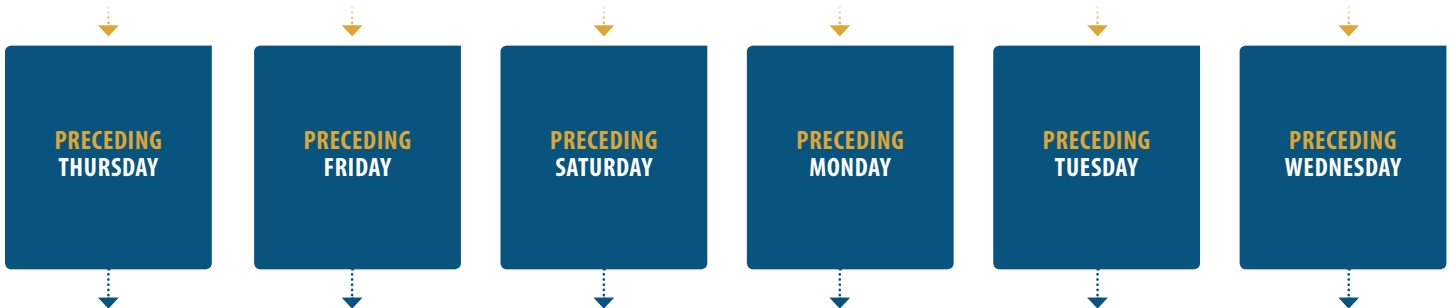 PRECEDING
THURSDAY
PRECEDING
FRIDAY
PRECEDING
SATURDAY
PRECEDING
MONDAY
PRECEDING
TUESDAY
PRECEDING
WEDNESDAY